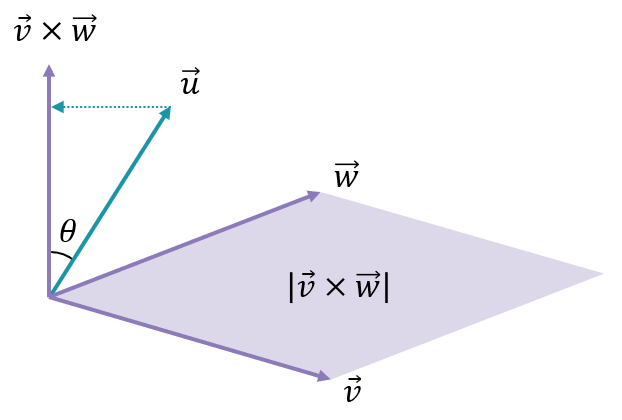 v⃗ × w⃗
u⃗
w⃗
θ
|v⃗ × w⃗|
v⃗